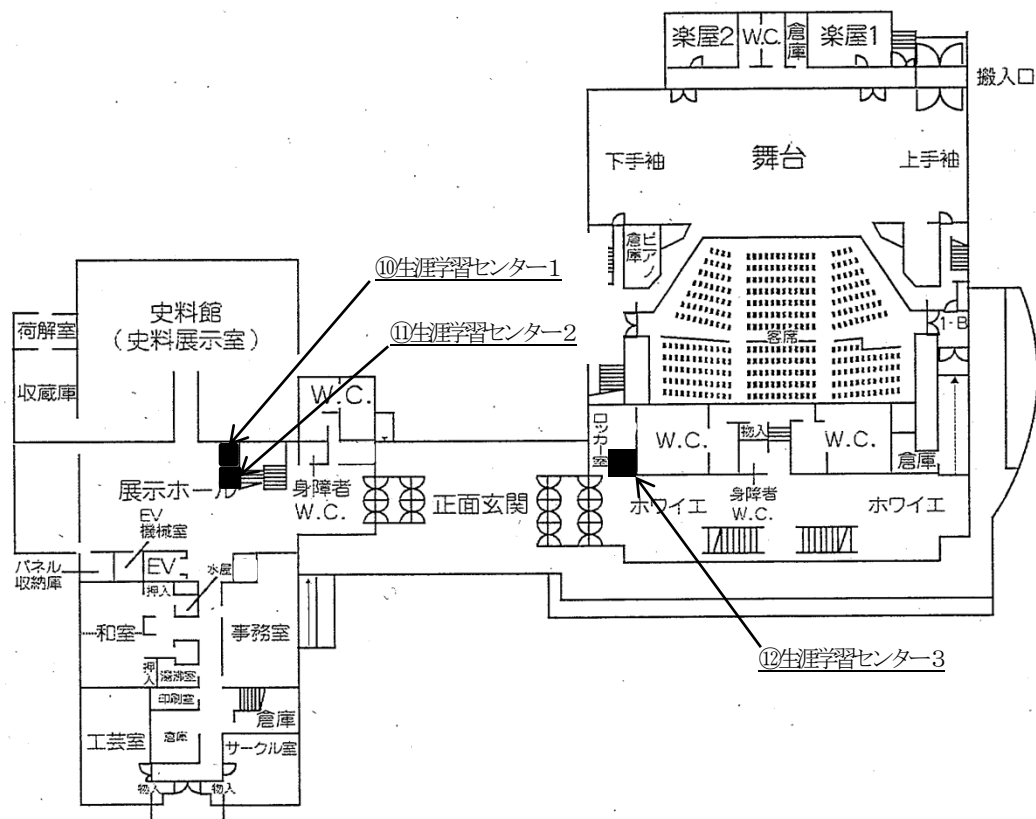 楽屋2
W.C.
倉庫
楽屋1
搬入口
下手袖
舞台
上手袖
ピアノ
倉庫
⑩生涯学習センター1
史料館
(史料展示室)
荷解室
⑪生涯学習センター2
1・B
客席
収蔵庫
W.C.
ロッカー室
W.C.
物入
W.C.
倉庫
展示ホール
身障者
W.C.
正面玄関
ホワイエ
身障者
W.C.
ホワイエ
EV
機械室
パネル
収納庫
EV
水屋
押入
和室
事務室
⑫生涯学習センター3
押入
湯沸室
印刷室
倉庫
工芸室
倉庫
サークル室
物入
物入